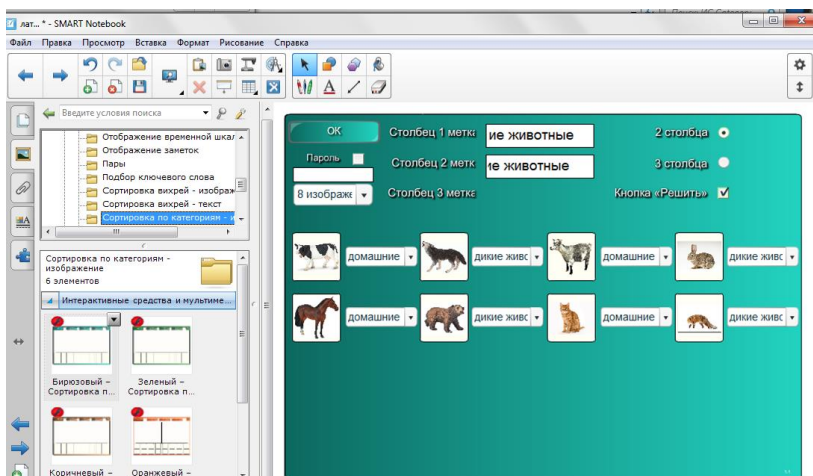 лат... * - SMART Notebook
Файл Правка Просмотр Вставка Формат Рисование Справка
Введите условия поиска
Отображение временной шкал
Отображение заметок
Пары
Подбор ключевого слова
Сортировка вихрей - изображ
Сортировка вихрей - текст
Сортировка по категориям - и
Сортировка по категориям -
изображение
6 элементов
Интерактивные средства и мультиме...
Бирюзовый –
Сортировка п...
Зеленый –
Сортировка п...
Коричневый –
Оранжевый –
OK
Столбец 1 метка
ие животные
2 столбца
Пароль
Столбец 2 метк
ие животные
3 столбца
8 изображе
Столбец 3 метка
Кнопка «Решить»
домашние
дикие живс
домашние
дикие живс
домашние
дикие живс
домашние
дикие живс